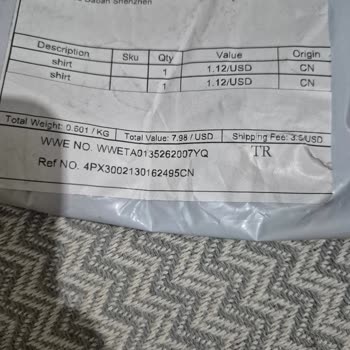 Shenzhen
Description Sku Qty Value Origin
shirt 1 1.12/USD CN
shirt 1 1.12/USD CN
Total Weight: 0.601/KG Total Value: 7.98/USD Shipping Fee: 3.5/USD
WWE NO. WWETA0135262007YQ TR
Ref NO. 4PX3002130162495CN